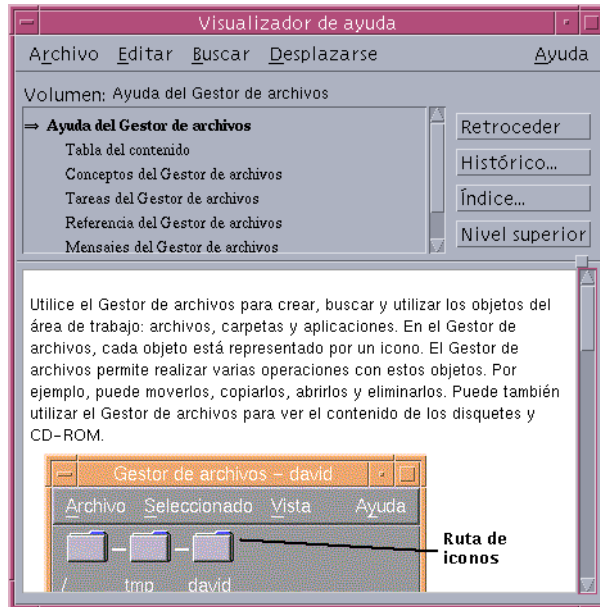 Visualizador de ayuda
Archivo Editar Buscar Desplazarse Ayuda
Volumen: Ayuda del Gestor de archivos
⇒ Ayuda del Gestor de archivos
Tabla del contenido
Conceptos del Gestor de archivos
Tareas del Gestor de archivos
Referencia del Gestor de archivos
Mensajes del Gestor de archivos
Retroceder
Histórico...
Índice...
Nivel superior
Utilice el Gestor de archivos para crear, buscar y utilizar los objetos del
área de trabajo: archivos, carpetas y aplicaciones. En el Gestor de
archivos, cada objeto está representado por un icono. El Gestor de
archivos permite realizar varias operaciones con estos objetos. Por
ejemplo, puede moverlos, copiarlos, abrirlos y eliminarlos. Puede también
utilizar el Gestor de archivos para ver el contenido de los disquetes y
CD-ROM.
Gestor de archivos - david
Archivo Seleccionado Vista Ayuda
Ruta de
iconos
/ tmp david